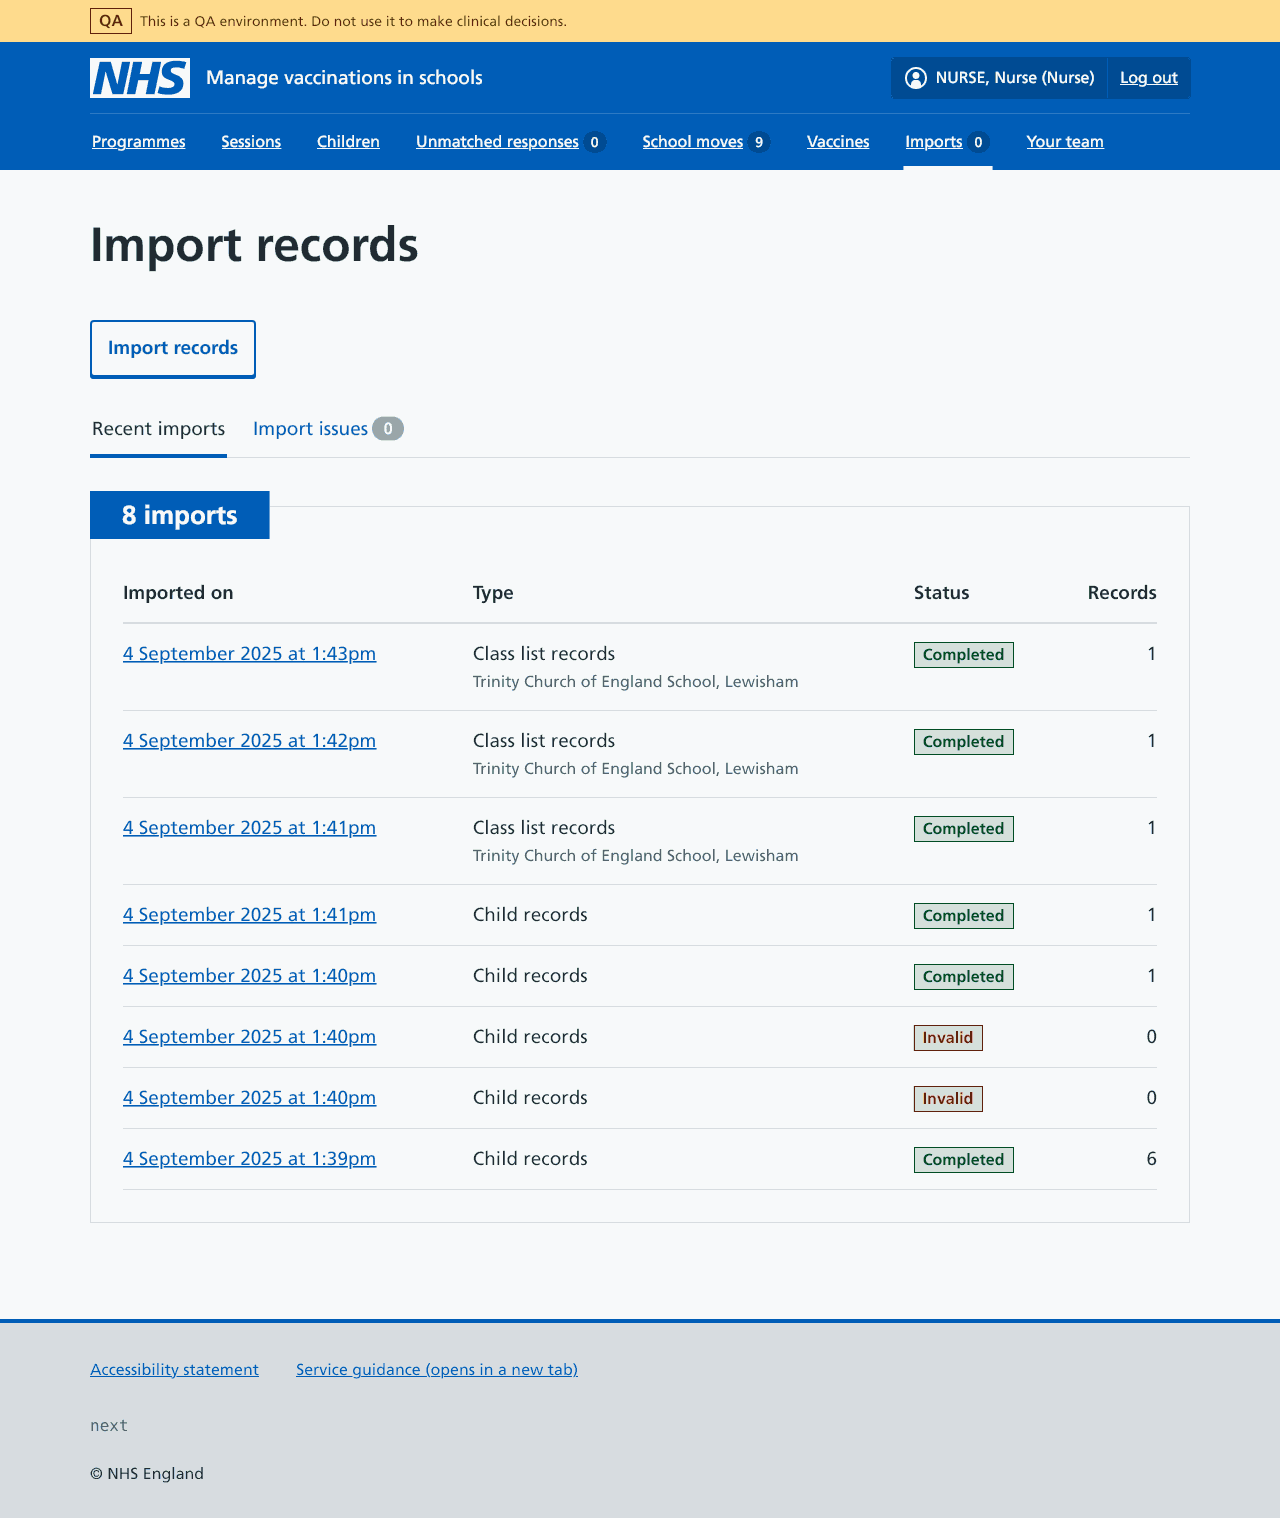 QA This is a QA environment. Do not use it to make clinical decisions.
NHS Manage vaccinations in schools NURSE, Nurse (Nurse) Log out
Programmes Sessions Children Unmatched responses 0 School moves 9 Vaccines Imports 0 Your team
Import records
Import records
Recent imports Import issues 0
8 imports
Imported on Type Status Records
4 September 2025 at 1:43pm Class list records Completed 1
Trinity Church of England School, Lewisham
4 September 2025 at 1:42pm Class list records Completed 1
Trinity Church of England School, Lewisham
4 September 2025 at 1:41pm Class list records Completed 1
Trinity Church of England School, Lewisham
4 September 2025 at 1:41pm Child records Completed 1
4 September 2025 at 1:40pm Child records Completed 1
4 September 2025 at 1:40pm Child records Invalid 0
4 September 2025 at 1:40pm Child records Invalid 0
4 September 2025 at 1:39pm Child records Completed 6
Accessibility statement Service guidance (opens in a new tab)
next
© NHS England